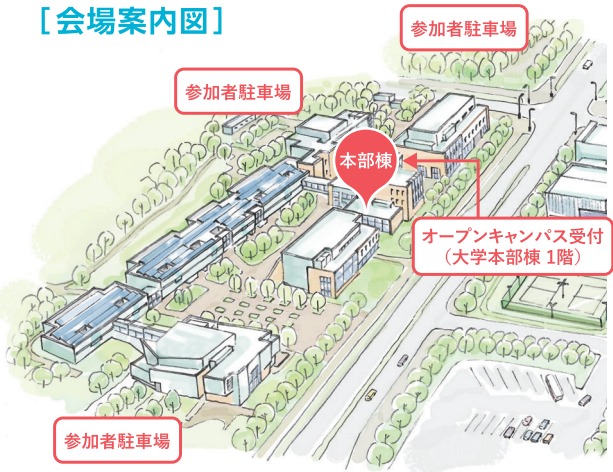 [会場案内図]
参加者駐車場
参加者駐車場
本部棟
オープンキャンパス受付
（大学本部棟 1階）
参加者駐車場